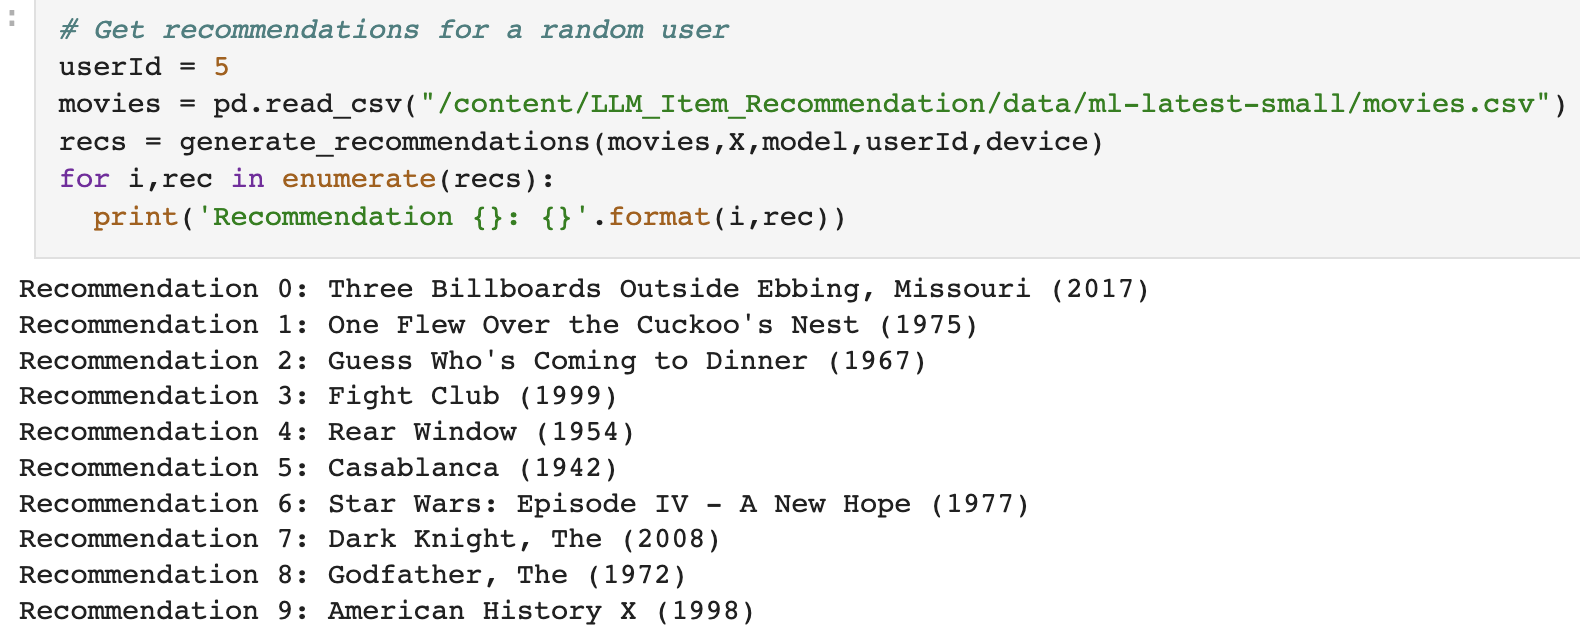 # Get recommendations for a random user
userId = 5
movies = pd.read_csv("/content/LLM_Item_Recommendation/data/ml-latest-small/movies.csv")
recs = generate_recommendations(movies,X,model,userId,device)
for i,rec in enumerate(recs):
  print('Recommendation {}: {}'.format(i,rec))
Recommendation 0: Three Billboards Outside Ebbing, Missouri (2017)
Recommendation 1: One Flew Over the Cuckoo's Nest (1975)
Recommendation 2: Guess Who's Coming to Dinner (1967)
Recommendation 3: Fight Club (1999)
Recommendation 4: Rear Window (1954)
Recommendation 5: Casablanca (1942)
Recommendation 6: Star Wars: Episode IV - A New Hope (1977)
Recommendation 7: Dark Knight, The (2008)
Recommendation 8: Godfather, The (1972)
Recommendation 9: American History X (1998)